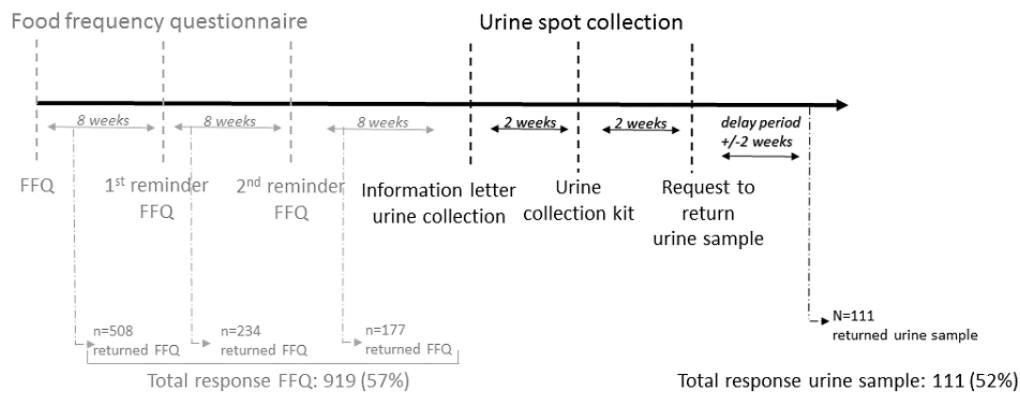 Food frequency questionnaire
Urine spot collection
8 weeks
8 weeks
8 weeks
2 weeks
2 weeks
delay period
+/-2 weeks
FFQ
1st reminder
FFQ
2nd reminder
FFQ
Information letter
urine collection
Urine
collection kit
Request to
return
urine sample
n=508
returned FFQ
n=234
returned FFQ
n=177
returned FFQ
N=111
returned urine sample
Total response FFQ: 919 (57%)
Total response urine sample: 111 (52%)